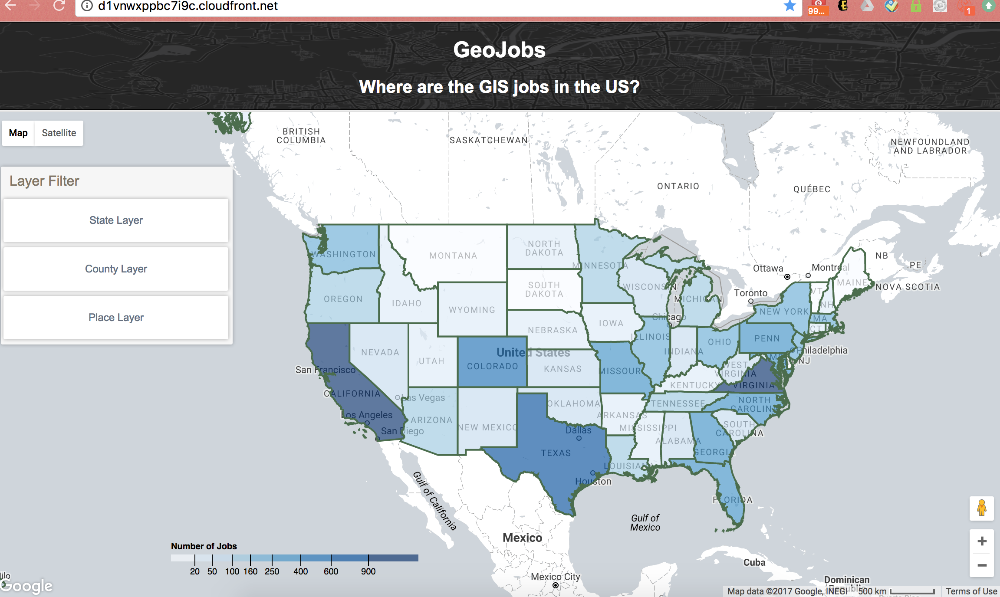 d1vnwxppbc7i9c.cloudfront.net
99...
1
GeoJobs
Where are the GIS jobs in the US?
Map
Satellite
Layer Filter
State Layer
County Layer
Place Layer
BRITISH
COLUMBIA
SASKATCHEWAN
ONTARIO
QUÉBEC
NEWFOUNDLAND
AND LABRADOR
NB
PE
NOVA SCOTIA
Ottawa
Montreal
Toronto
WASHINGTON
MONTANA
NORTH
DAKOTA
MINNESOTA
MAINE
OREGON
IDAHO
SOUTH
DAKOTA
WISCONSIN
MICHIGAN
VT
NH
WYOMING
NEW YORK
MA
CT
Chicago
IOWA
NEBRASKA
ILLINOIS
INDIANA
OHIO
PENN
Philadelphia
NJ
NEVADA
UTAH
United States
COLORADO
KANSAS
MISSOURI
WEST
VIRGINIA
VIRGINIA
KENTUCKY
San Francisco
CALIFORNIA
Las Vegas
Los Angeles
San Diego
ARIZONA
NEW MEXICO
OKLAHOMA
ARKANSAS
TENNESSEE
NORTH
CAROLINA
SOUTH
CAROLINA
MISSISSIPPI
ALABAMA
GEORGIA
Dallas
TEXAS
Houston
LOUISIANA
FLORIDA
Gulf of California
Gulf of
Mexico
Mexico
Mexico City
Cuba
Dominican
Republic
Number of Jobs
20 50 100 160 250 400 600 900
Google
Map data ©2017 Google, INEGI
500 km
Terms of Use